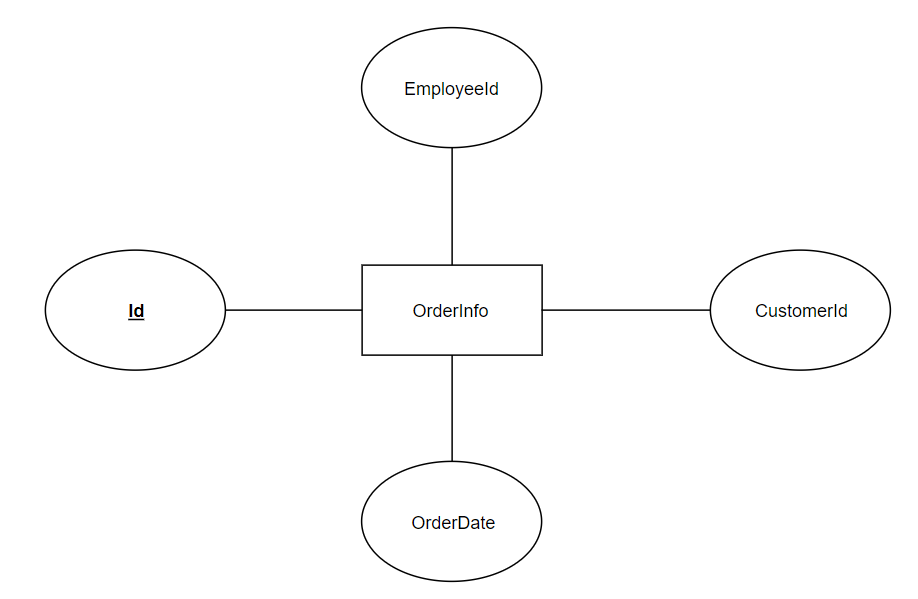 EmployeeId
Id
OrderInfo
CustomerId
OrderDate